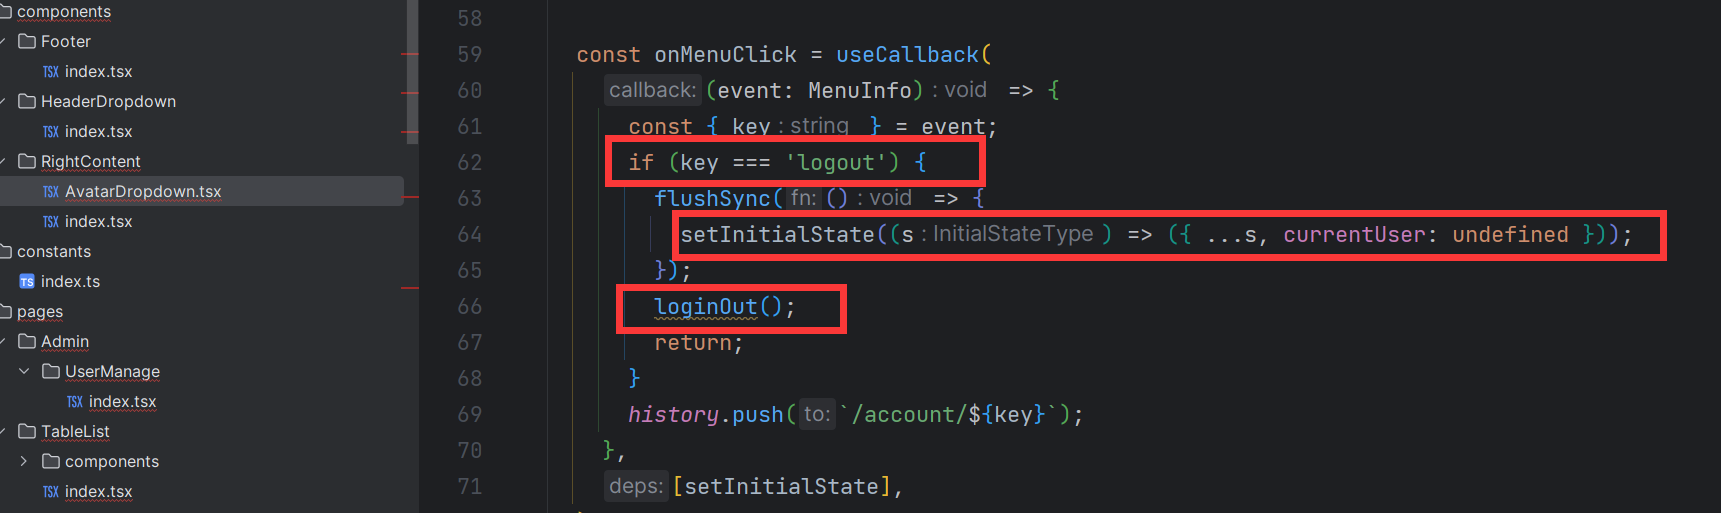 components
Footer
TSX index.tsx
HeaderDropdown
TSX index.tsx
RightContent
TSX AvatarDropdown.tsx
TSX index.tsx
constants
TS index.ts
pages
Admin
UserManage
TSX index.tsx
TableList
components
TSX index.tsx
58
59 const onMenuClick = useCallback(
60 callback: (event: MenuInfo) : void => {
61 const { key : string } = event;
62 if (key === 'logout') {
63 flushSync( fn: () : void => {
64 setInitialState((s : InitialStateType ) => ({ ...s, currentUser: undefined }));
65 });
66 loginOut();
67 return;
68 }
69 history.push( to: `/account/${key}`);
70 },
71 deps: [setInitialState],